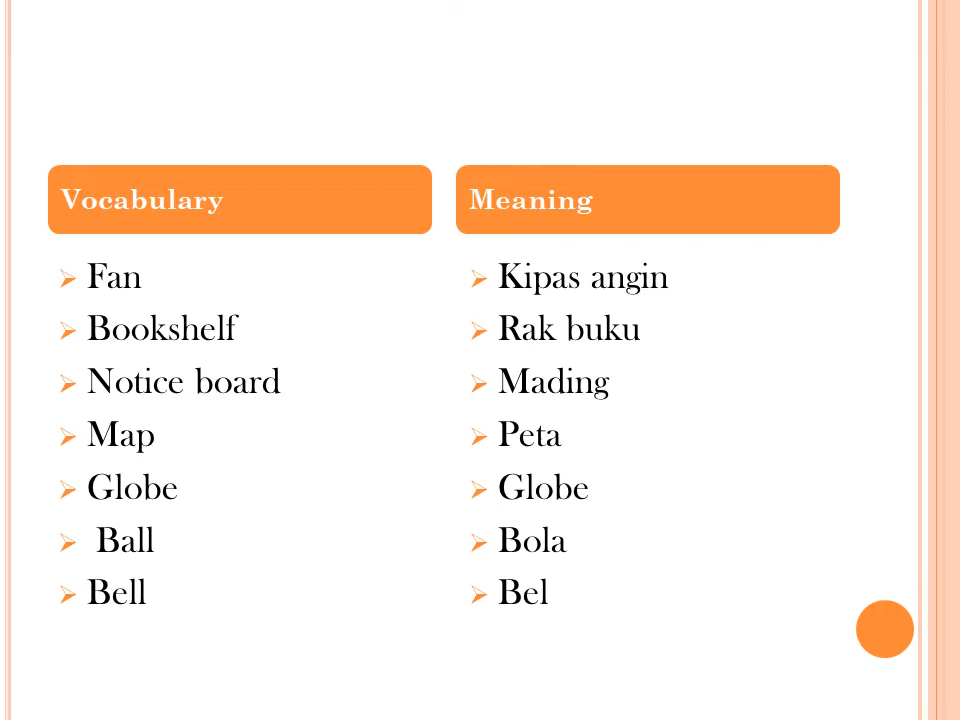 Vocabulary
Meaning
Fan
Bookshelf
Notice board
Map
Globe
Ball
Bell
Kipas angin
Rak buku
Mading
Peta
Globe
Bola
Bel